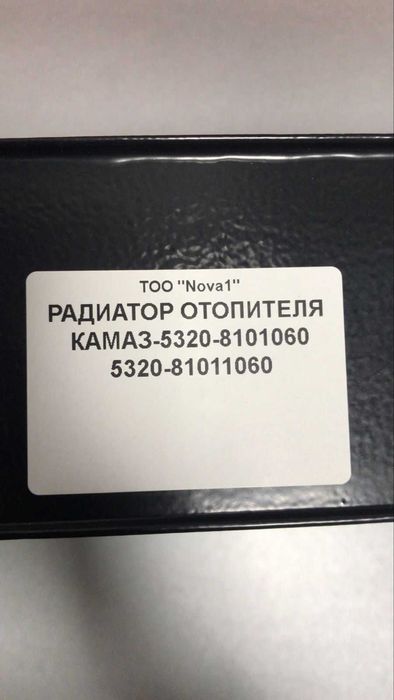 ТОО "Nova1"
РАДИАТОР ОТОПИТЕЛЯ
КАМАЗ-5320-8101060
5320-81011060